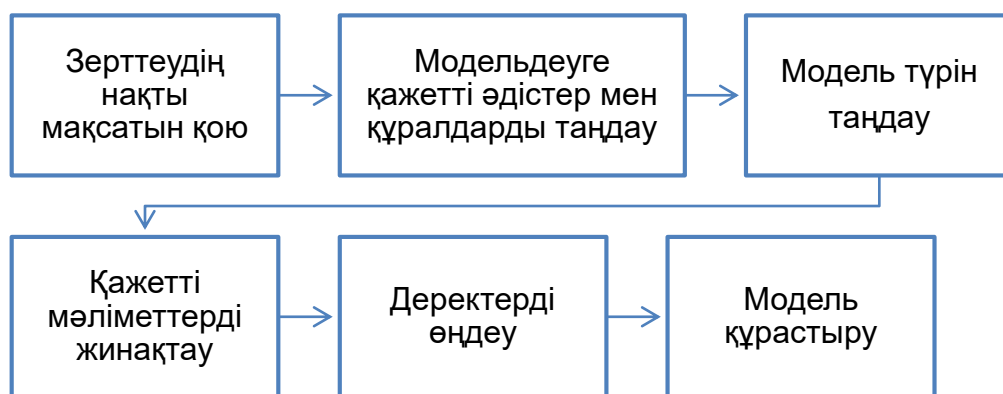 Зерттеудің
нақты
мақсатын қою
Модельдеуге
қажетті әдістер мен
құралдарды таңдау
Модель түрін
таңдау
Қажетті
мәліметтерді
жинақтау
Деректерді
өңдеу
Модель
құрастыру